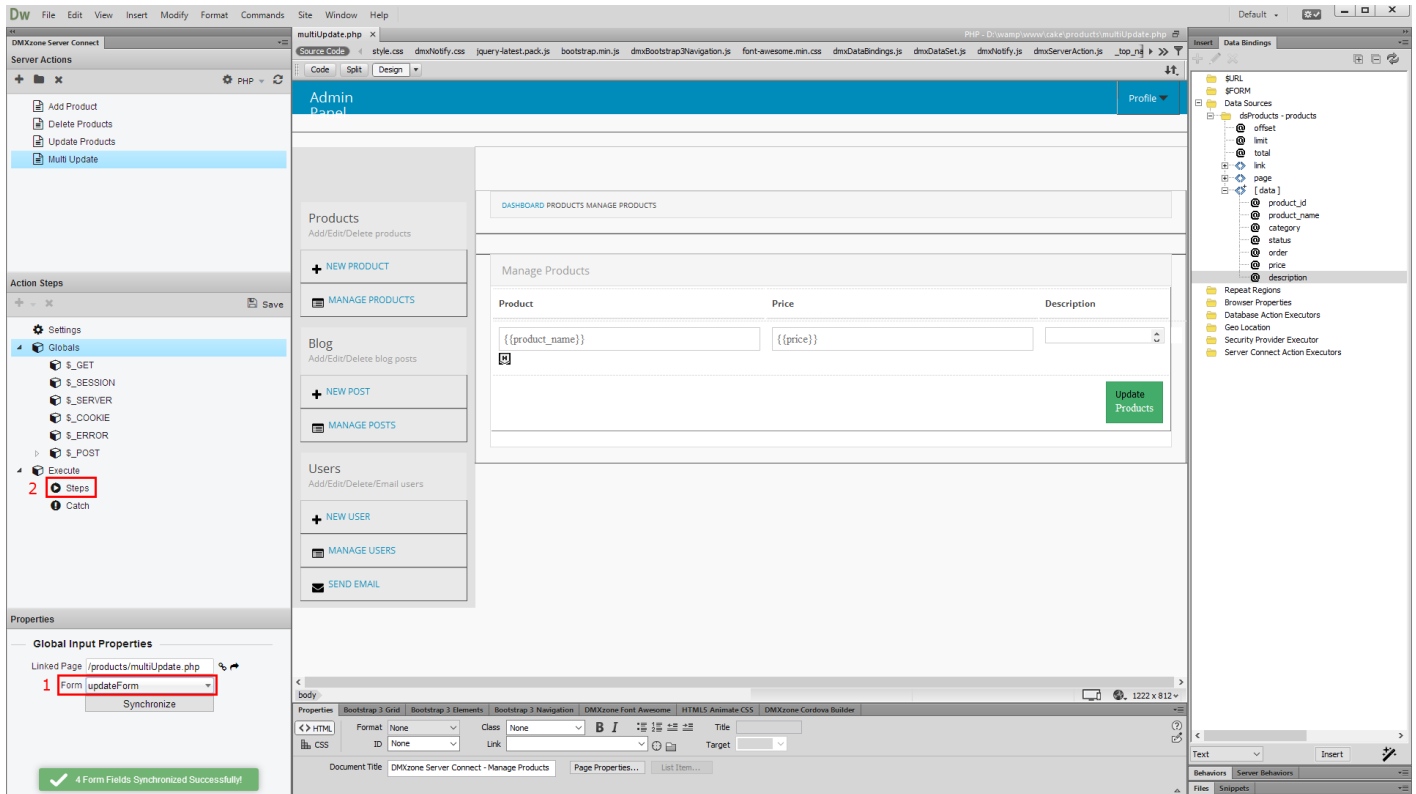 Dw File Edit View Insert Modify Format Commands Site Window Help Default
DMXzone Server Connect
Server Actions
PHP
Add Product
Delete Products
Update Products
Multi Update
Action Steps
Save
Settings
Globals
$_GET
$_SESSION
$_SERVER
$_COOKIE
$_ERROR
$_POST
Execute
2 Steps
Catch
Properties
Global Input Properties
Linked Page /products/multiUpdate.php
1 Form updateForm
Synchronize
4 Form Fields Synchronized Successfully!
multiUpdate.php × PHP - D:\wamp\www\cake\products\multiUpdate.php
Source Code style.css dmxNotify.css jquery-latest.pack.js bootstrap.min.js dmxBootstrap3Navigation.js font-awesome.min.css dmxDataBindings.js dmxDataSet.js dmxNotify.js dmxServerAction.js _top_na
Code Split Design
Admin
Panel
Profile
Products
Add/Edit/Delete products
NEW PRODUCT
MANAGE PRODUCTS
Blog
Add/Edit/Delete blog posts
NEW POST
MANAGE POSTS
Users
Add/Edit/Delete/Email users
NEW USER
MANAGE USERS
SEND EMAIL
DASHBOARD PRODUCTS MANAGE PRODUCTS
Manage Products
Product Price Description
{{product_name}} {{price}}
H
Update
Products
body 1222 x 812
Properties Bootstrap 3 Grid Bootstrap 3 Elements Bootstrap 3 Navigation DMXzone Font Awesome HTML5 Animate CSS DMXzone Cordova Builder
<> HTML Format None Class None B I Title
CSS ID None Link Target
Document Title DMXzone Server Connect - Manage Products Page Properties... List Item...
Insert Data Bindings
$URL
$FORM
Data Sources
dsProducts - products
offset
limit
total
link
page
[ data ]
product_id
product_name
category
status
order
price
description
Repeat Regions
Browser Properties
Database Action Executors
Geo Location
Security Provider Executor
Server Connect Action Executors
Text Insert
Behaviors Server Behaviors
Files Snippets